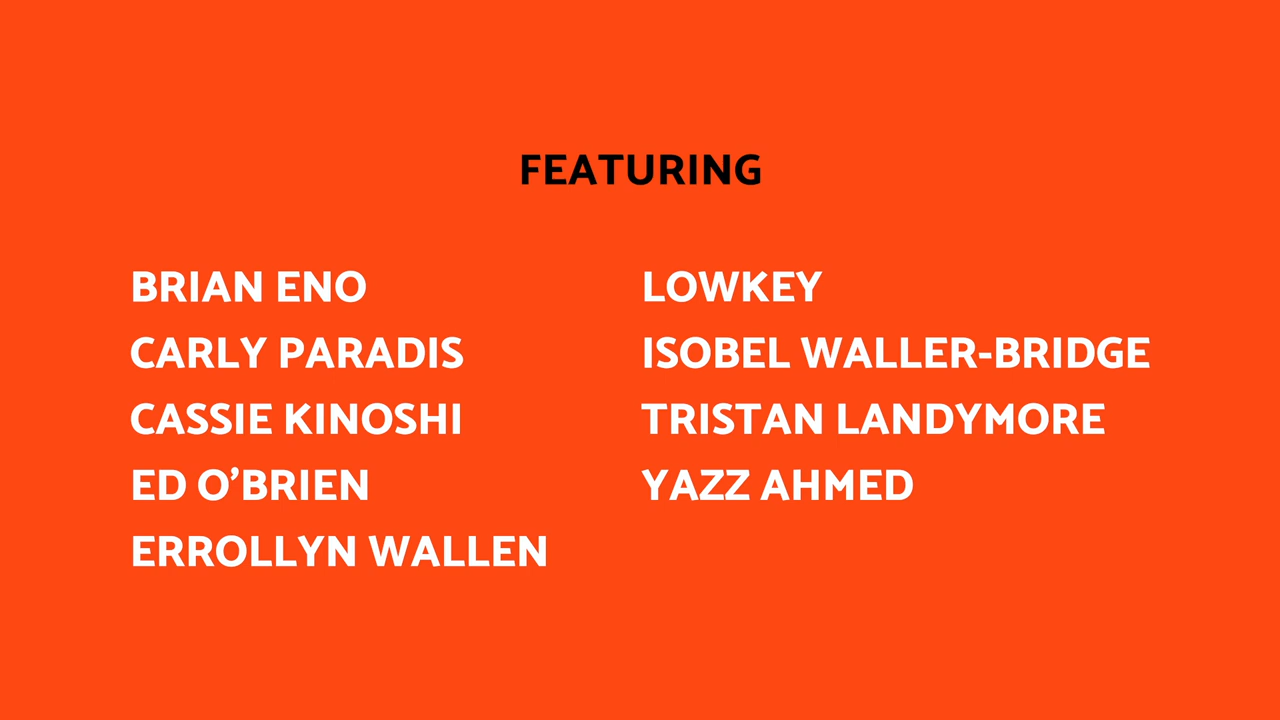 FEATURING
BRIAN ENO
CARLY PARADIS
CASSIE KINOSHI
ED O’BRIEN
ERROLLYN WALLEN
LOWKEY
ISOBEL WALLER-BRIDGE
TRISTAN LANDYMORE
YAZZ AHMED